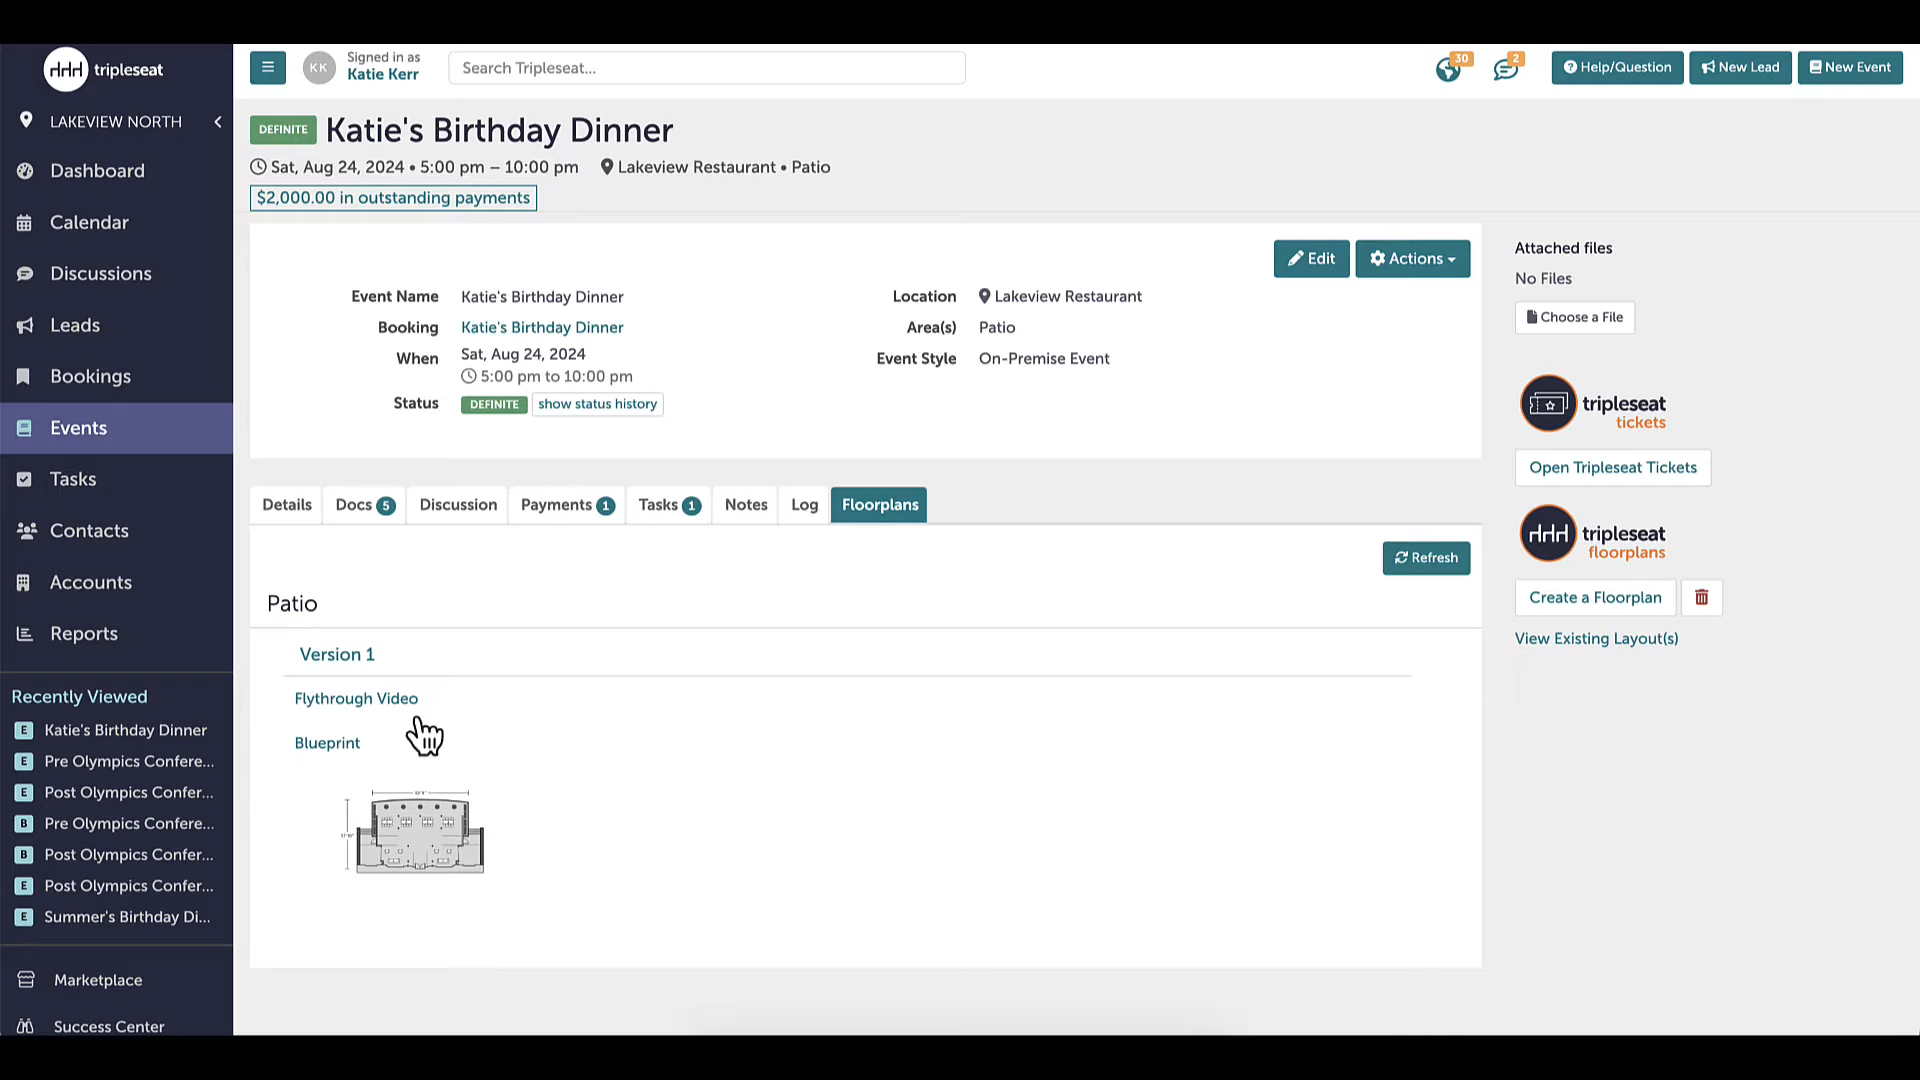 tripleseat
Signed in as
KK
Katie Kerr
Search Tripleseat...
30
2
Help/Question
New Lead
New Event
LAKEVIEW NORTH
Dashboard
Calendar
Discussions
Leads
Bookings
Events
Tasks
Contacts
Accounts
Reports
Recently Viewed
E Katie's Birthday Dinner
E Pre Olympics Confere...
E Post Olympics Confer...
B Pre Olympics Confere...
B Post Olympics Confer...
E Post Olympics Confer...
E Summer's Birthday Di...
Marketplace
Success Center
DEFINITE Katie's Birthday Dinner
Sat, Aug 24, 2024 • 5:00 pm – 10:00 pm Lakeview Restaurant • Patio
$2,000.00 in outstanding payments
Edit
Actions
Event Name Katie's Birthday Dinner
Booking Katie's Birthday Dinner
When Sat, Aug 24, 2024
5:00 pm to 10:00 pm
Status DEFINITE show status history
Location Lakeview Restaurant
Area(s) Patio
Event Style On-Premise Event
Details Docs 5 Discussion Payments 1 Tasks 1 Notes Log Floorplans
Refresh
Patio
Version 1
Flythrough Video
Blueprint
Attached files
No Files
Choose a File
tripleseat
tickets
Open Tripleseat Tickets
tripleseat
floorplans
Create a Floorplan
View Existing Layout(s)